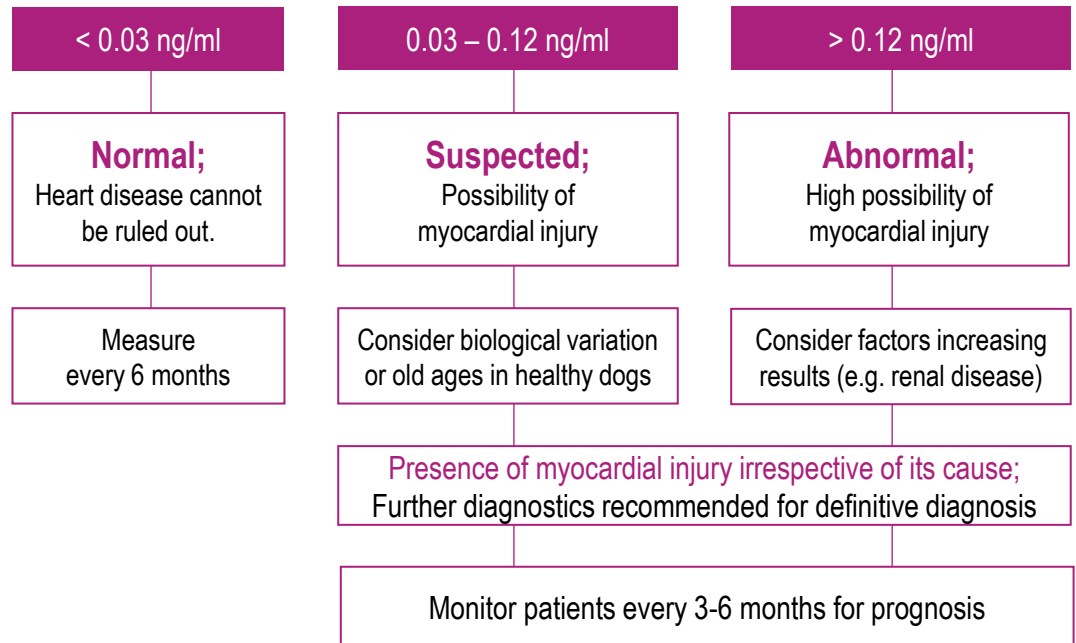 < 0.03 ng/ml
Normal;
Heart disease cannot
be ruled out.
Measure
every 6 months
0.03 – 0.12 ng/ml
Suspected;
Possibility of
myocardial injury
Consider biological variation
or old ages in healthy dogs
> 0.12 ng/ml
Abnormal;
High possibility of
myocardial injury
Consider factors increasing
results (e.g. renal disease)
Presence of myocardial injury irrespective of its cause;
Further diagnostics recommended for definitive diagnosis
Monitor patients every 3-6 months for prognosis